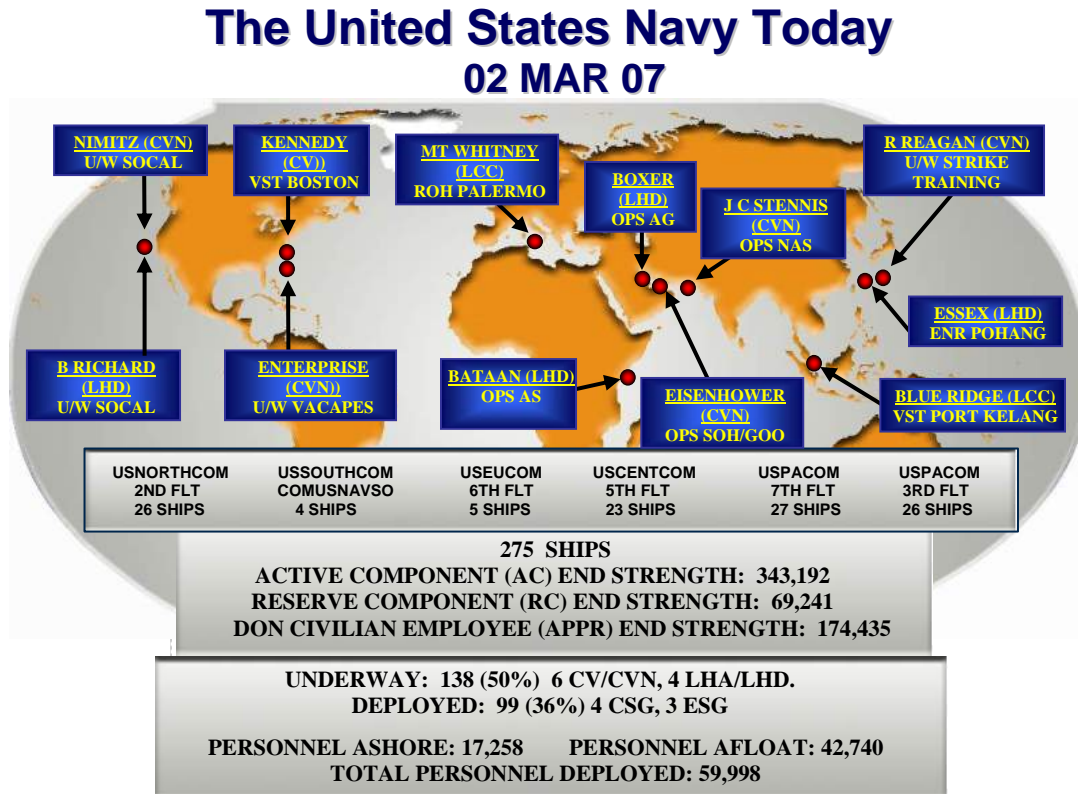 The United States Navy Today
02 MAR 07
NIMITZ (CVN)
U/W SOCAL
KENNEDY
(CV))
VST BOSTON
MT WHITNEY
(LCC)
ROH PALERMO
BOXER
(LHD)
OPS AG
J C STENNIS
(CVN)
OPS NAS
R REAGAN (CVN)
U/W STRIKE
TRAINING
ESSEX (LHD)
ENR POHANG
B RICHARD
(LHD)
U/W SOCAL
ENTERPRISE
(CVN))
U/W VACAPES
BATAAN (LHD)
OPS AS
EISENHOWER
(CVN)
OPS SOH/GOO
BLUE RIDGE (LCC)
VST PORT KELANG
USNORTHCOM
2ND FLT
26 SHIPS
USSOUTHCOM
COMUSNAVSO
4 SHIPS
USEUCOM
6TH FLT
5 SHIPS
USCENTCOM
5TH FLT
23 SHIPS
USPACOM
7TH FLT
27 SHIPS
USPACOM
3RD FLT
26 SHIPS
275 SHIPS
ACTIVE COMPONENT (AC) END STRENGTH: 343,192
RESERVE COMPONENT (RC) END STRENGTH: 69,241
DON CIVILIAN EMPLOYEE (APPR) END STRENGTH: 174,435
UNDERWAY: 138 (50%) 6 CV/CVN, 4 LHA/LHD.
DEPLOYED: 99 (36%) 4 CSG, 3 ESG
PERSONNEL ASHORE: 17,258 PERSONNEL AFLOAT: 42,740
TOTAL PERSONNEL DEPLOYED: 59,998